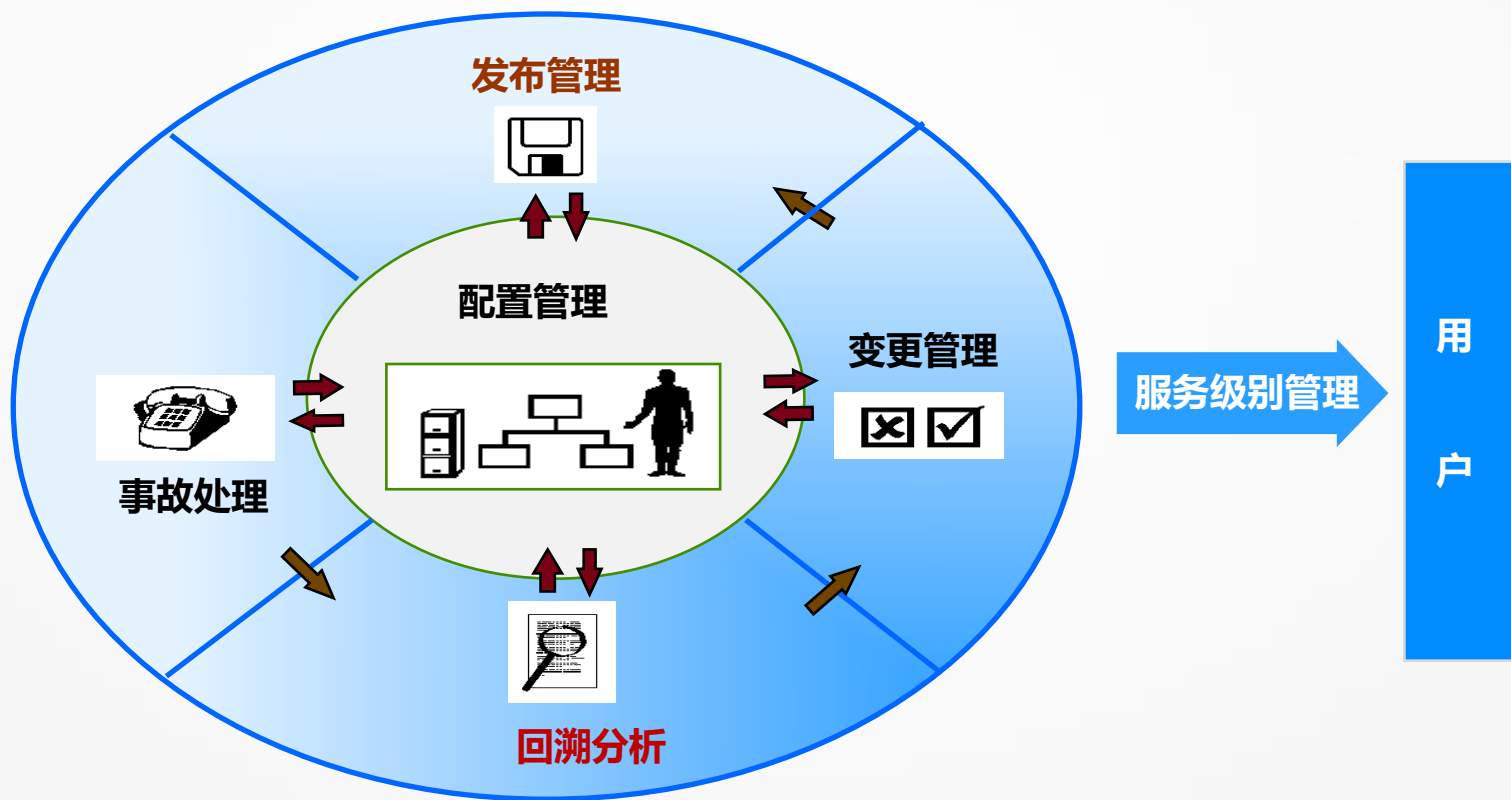 发布管理
配置管理
变更管理
事故处理
回溯分析
服务级别管理
用
户